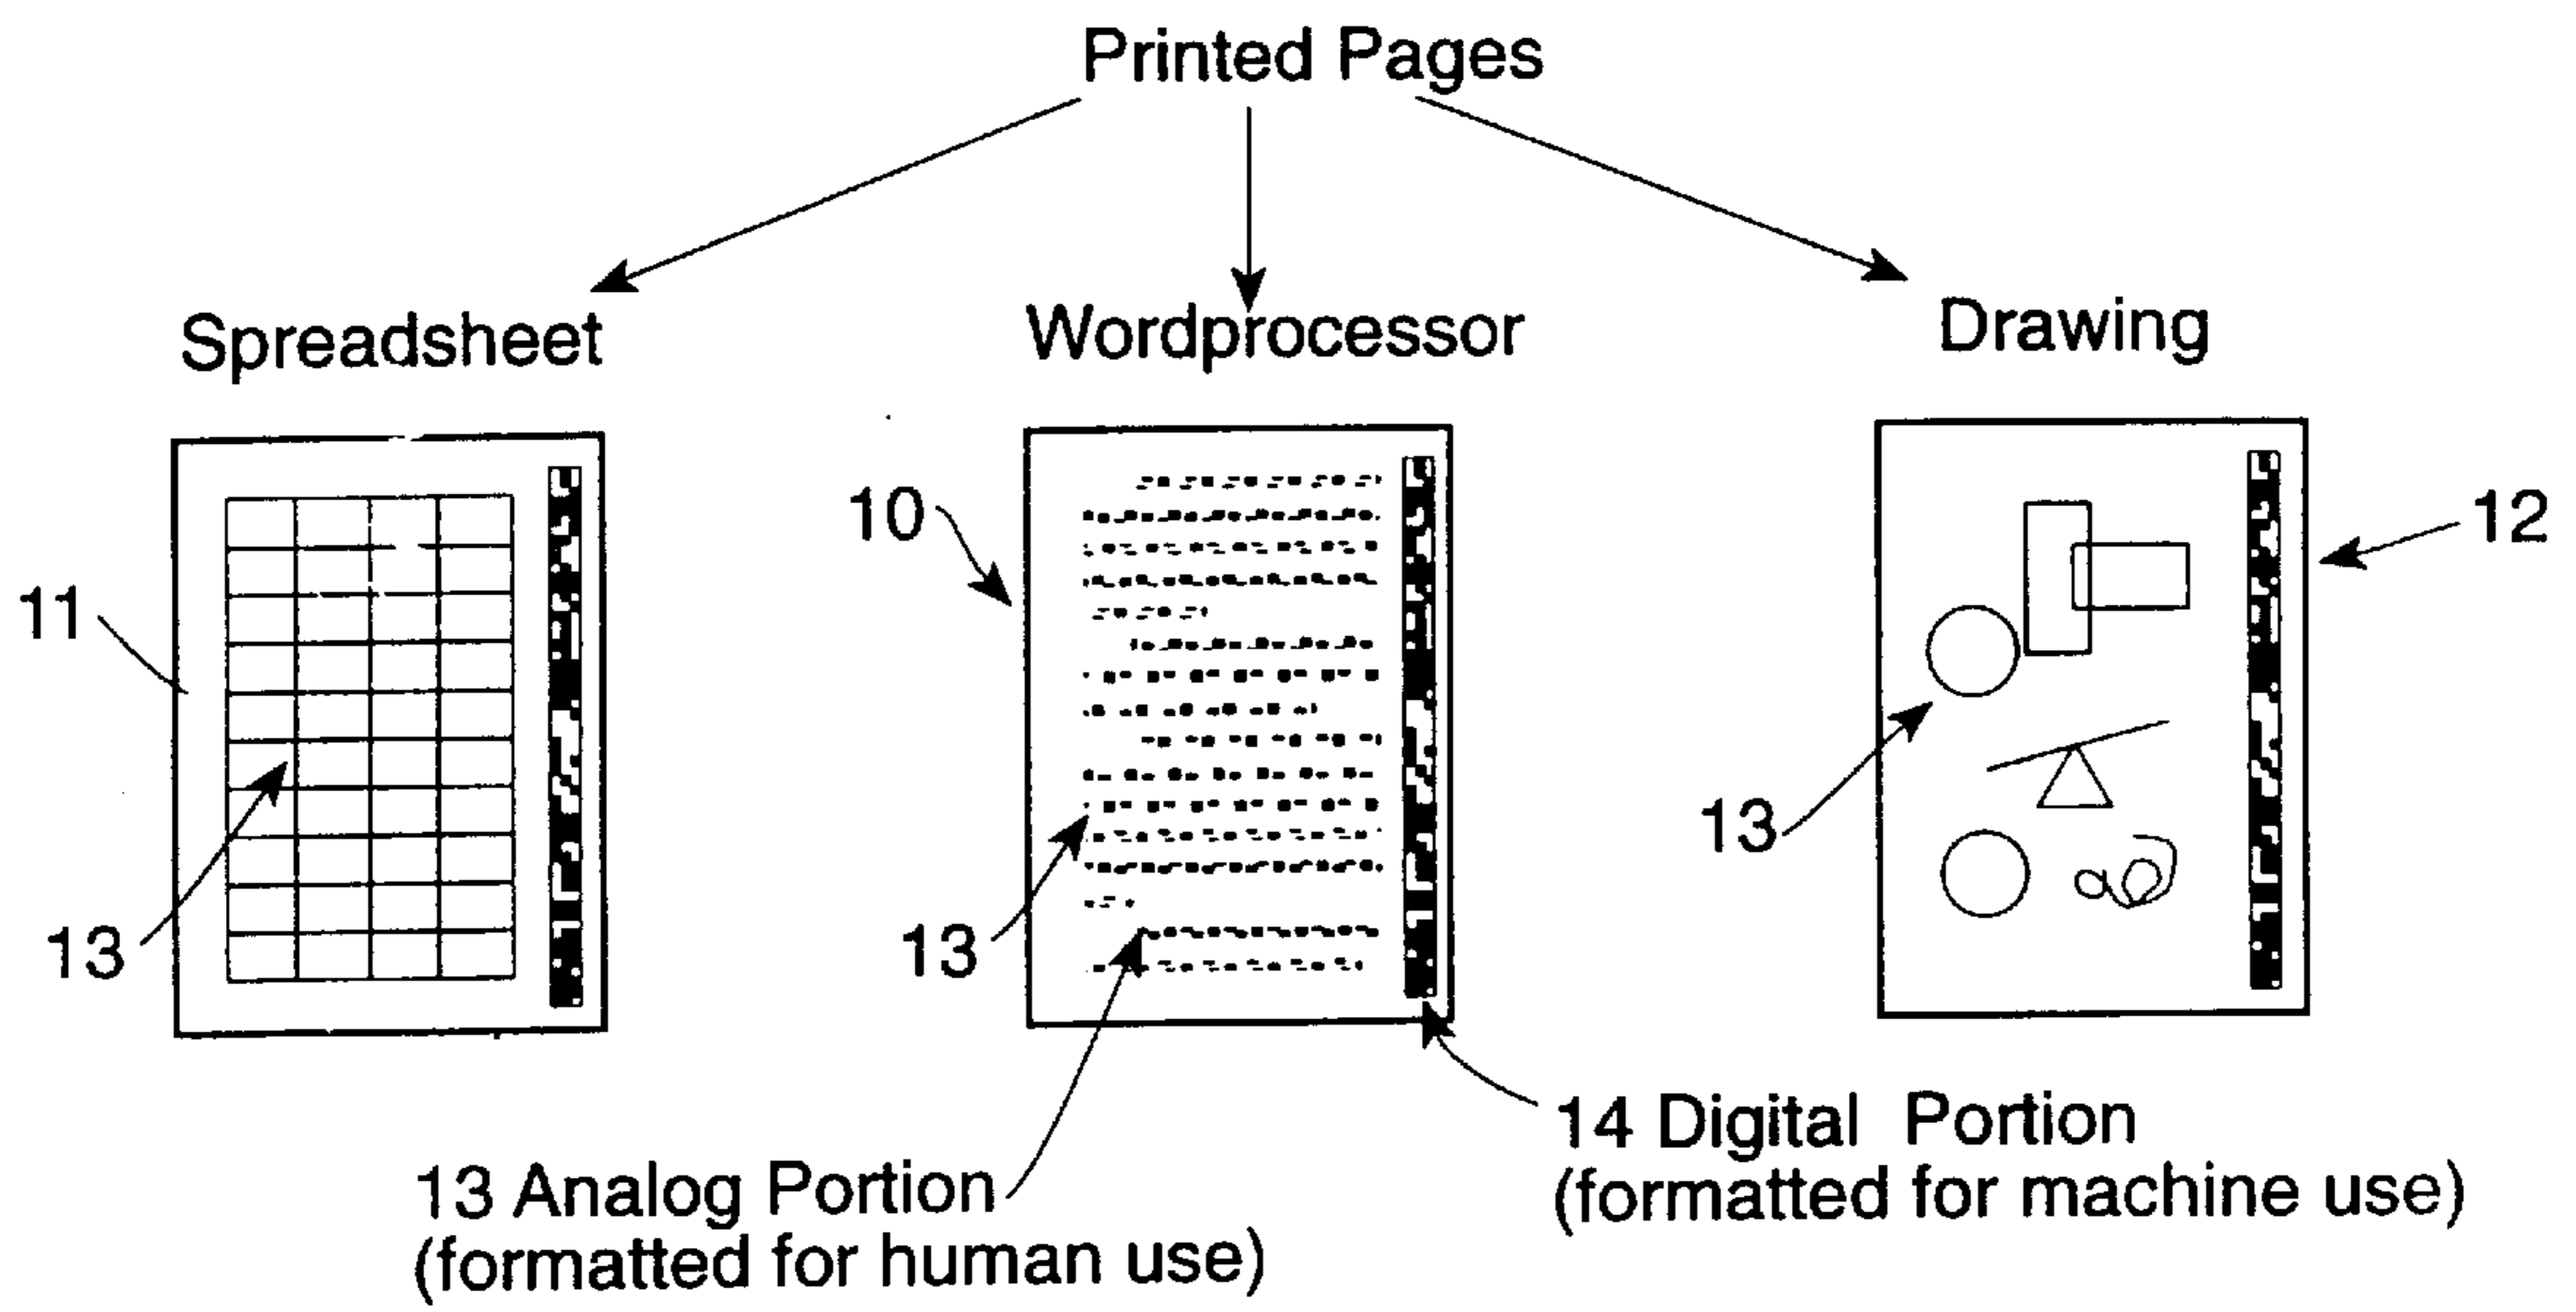 Printed Pages
Spreadsheet
Wordprocessor
Drawing
10
12
11
13
13
13
14 Digital Portion
(formatted for machine use)
13 Analog Portion
(formatted for human use)